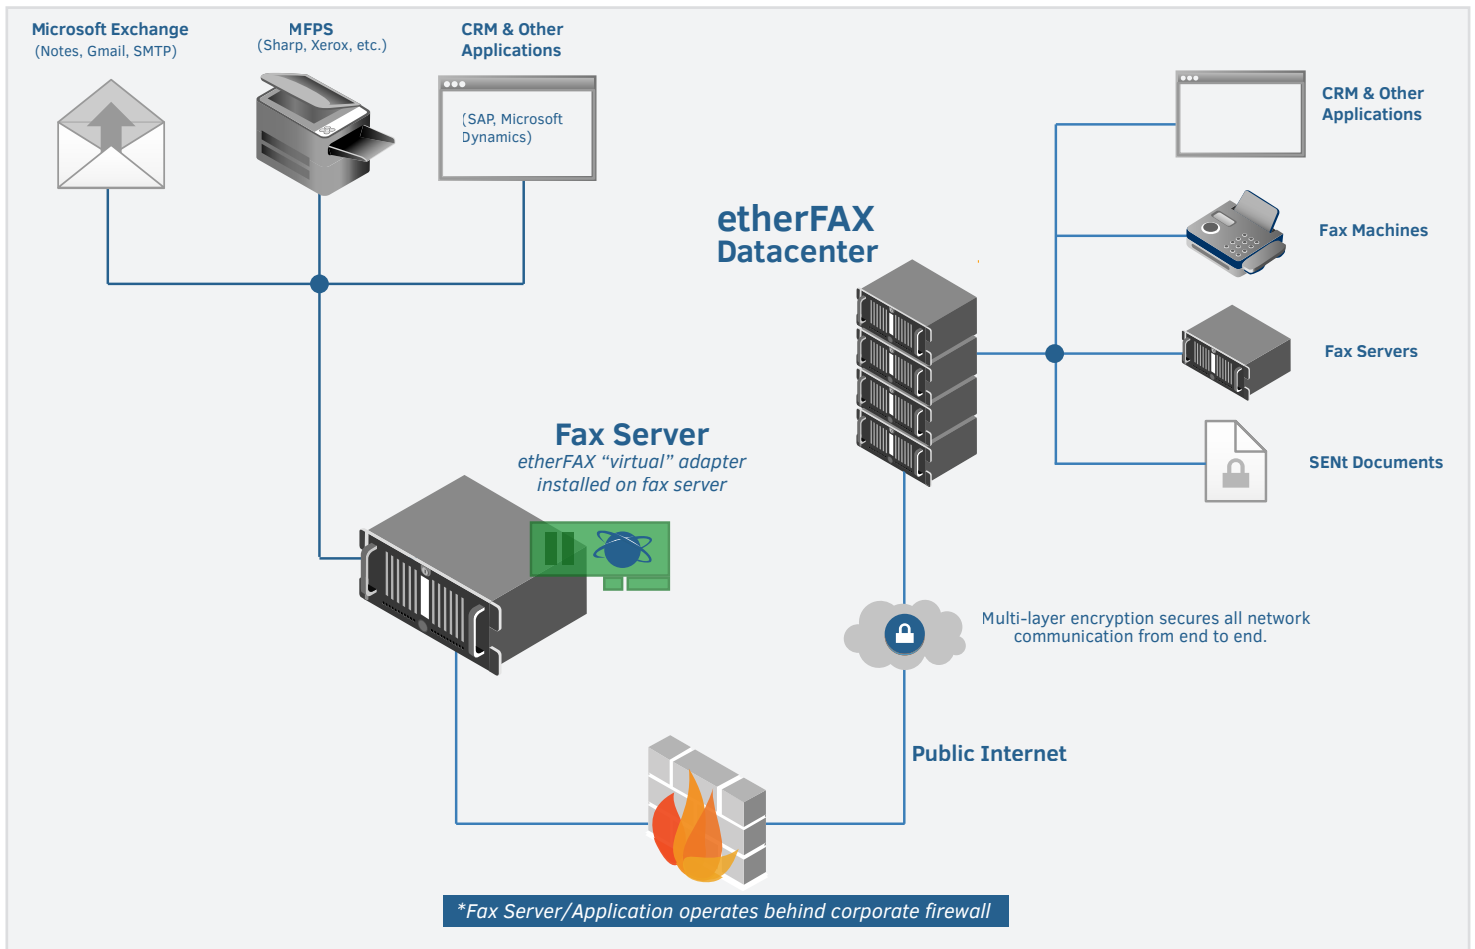 Microsoft Exchange
(Notes, Gmail, SMTP)
MFPS
(Sharp, Xerox, etc.)
CRM & Other
Applications
(SAP, Microsoft
Dynamics)
etherFAX
Datacenter
CRM & Other
Applications
Fax Machines
Fax Servers
SENt Documents
Fax Server
etherFAX “virtual” adapter
installed on fax server
Multi-layer encryption secures all network
communication from end to end.
Public Internet
*Fax Server/Application operates behind corporate firewall